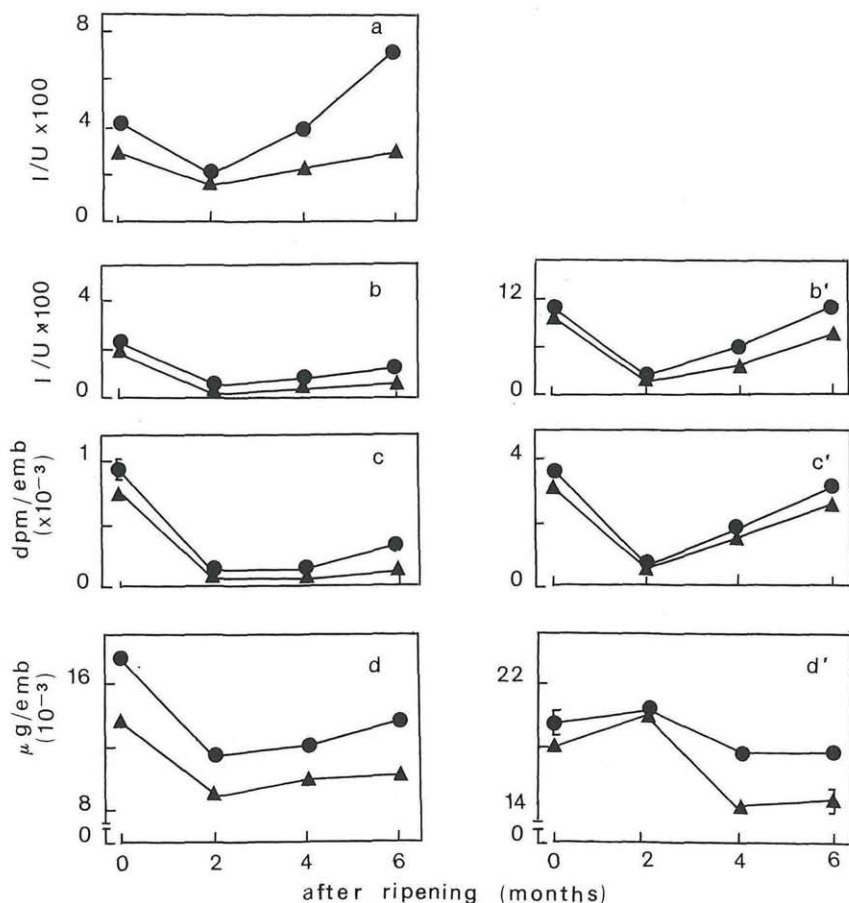 8
a
I/U x100
4
0
4
b
I/U x100
0
12
b'
0
1
c
dpm/emb
(x10⁻³)
0
4
c'
0
16
d
μg/emb
(10⁻³)
8
0
22
d'
14
0
0 2 4 6
0 2 4 6
after ripening (months)